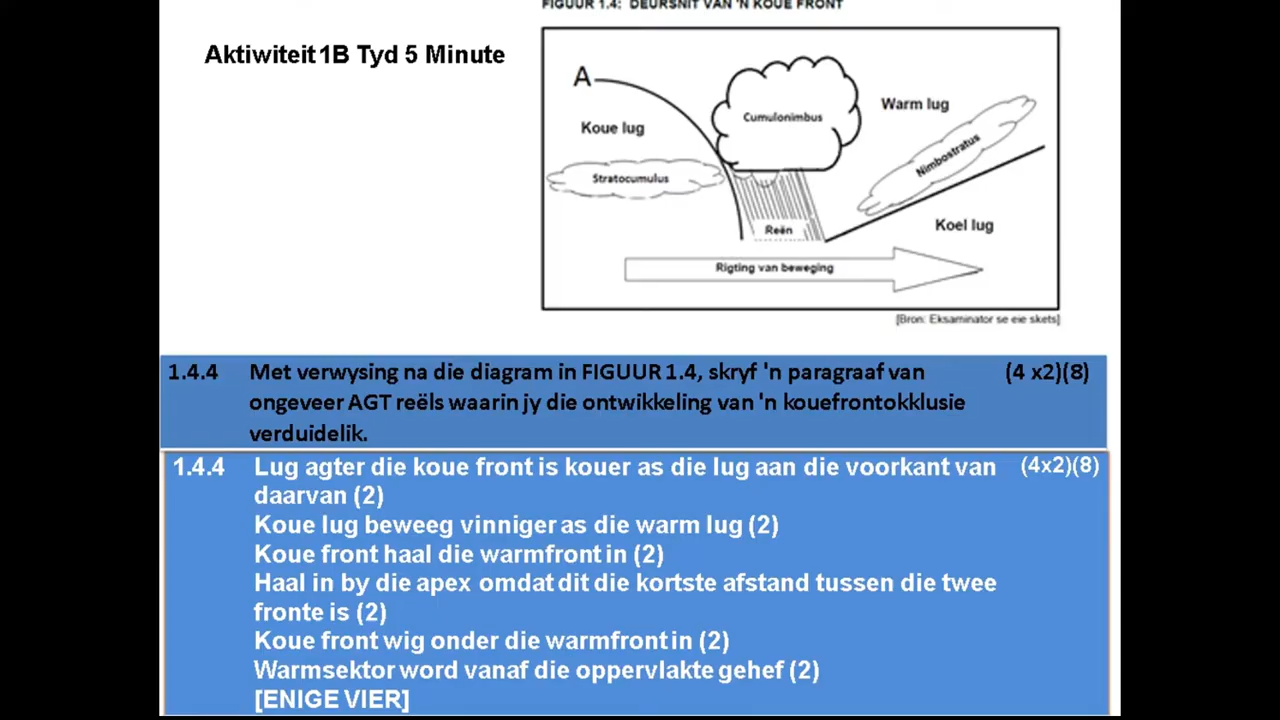 FIGUUR 1.4: DEURSNIT VAN 'N KOUE FRONT
Aktiwiteit 1B Tyd 5 Minute
A
Koue lug
Cumulonimbus
Warm lug
Stratocumulus
Nimbostratus
Reën
Koel lug
Rigting van beweging
[Bron: Eksaminator se eie skets]
1.4.4 Met verwysing na die diagram in FIGUUR 1.4, skryf 'n paragraaf van (4 x2)(8)
ongeveer AGT reëls waarin jy die ontwikkeling van 'n kouefrontokklusie
verduidelik.
1.4.4 Lug agter die koue front is kouer as die lug aan die voorkant van (4x2)(8)
daarvan (2)
Koue lug beweeg vinniger as die warm lug (2)
Koue front haal die warmfront in (2)
Haal in by die apex omdat dit die kortste afstand tussen die twee
fronte is (2)
Koue front wig onder die warmfront in (2)
Warmsektor word vanaf die oppervlakte gehef (2)
[ENIGE VIER]